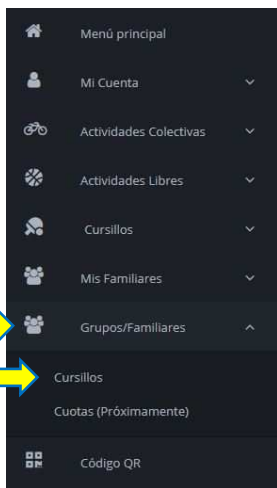 Menú principal
Mi Cuenta
Actividades Colectivas
Actividades Libres
Cursillos
Mis Familiares
Grupos/Familiares
Cursillos
Cuotas (Próximamente)
Código QR